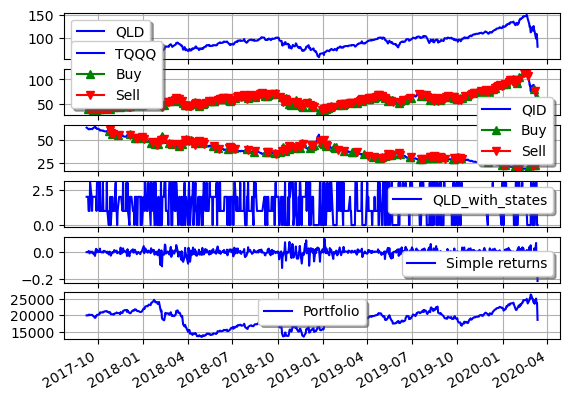 150
100
QLD
100
50
TQQQ
Buy
Sell
50
25
QID
Buy
Sell
2.5
0.0
QLD_with_states
0.0
−0.2
Simple returns
25000
20000
15000
Portfolio
2017-10
2018-01
2018-04
2018-07
2018-10
2019-01
2019-04
2019-07
2019-10
2020-01
2020-04